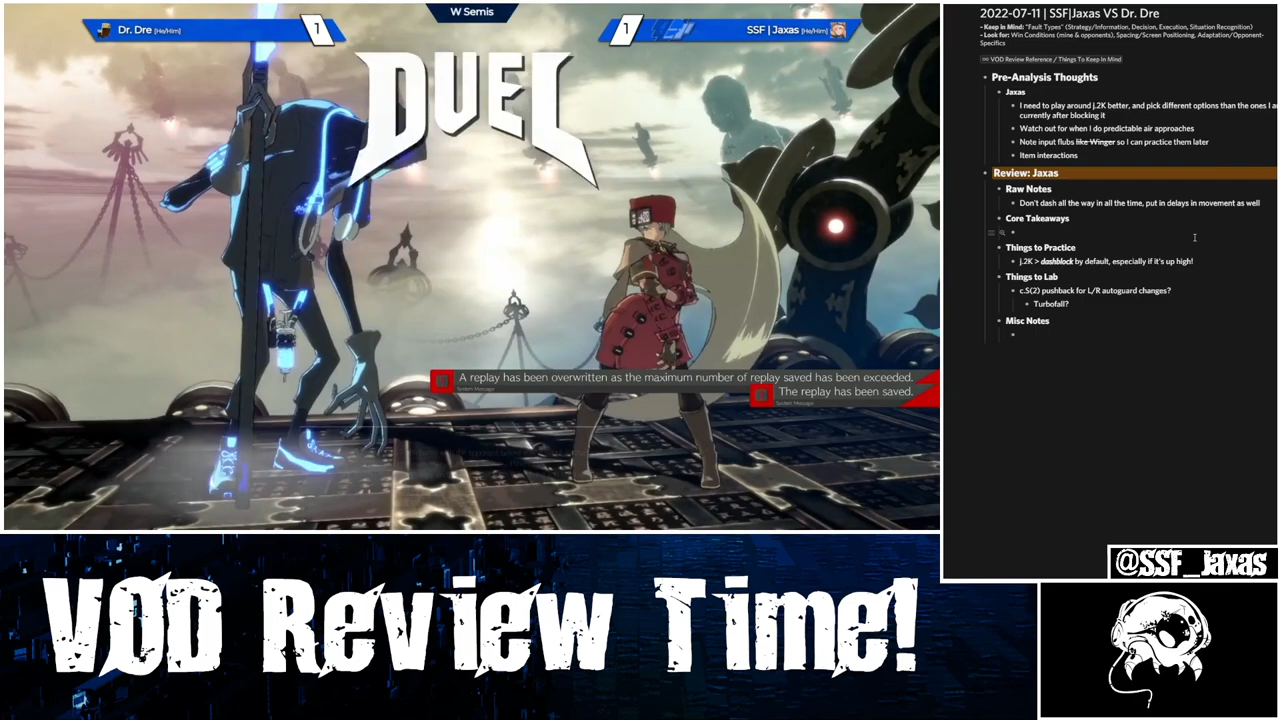 W Semis
Dr. Dre [He/Him]
1
1
SSF | Jaxas [He/Him]
DUEL
A replay has been overwritten as the maximum number of replay saved has been exceeded.
System Message
The replay has been saved.
System Message
2022-07-11 | SSF|Jaxas VS Dr. Dre
- Keep in Mind: "Fault Types" (Strategy/Information, Decision, Execution, Situation Recognition)
- Look for: Win Conditions (mine & opponents), Spacing/Screen Positioning, Adaptation/Opponent-
Specifics
VOD Review Reference / Things To Keep In Mind
Pre-Analysis Thoughts
Jaxas
I need to play around j.2K better, and pick different options than the ones I a
currently after blocking it
Watch out for when I do predictable air approaches
Note input flubs like Winger so I can practice them later
Item interactions
Review: Jaxas
Raw Notes
Don't dash all the way in all the time, put in delays in movement as well
Core Takeaways
Things to Practice
j.2K > dashblock by default, especially if it's up high!
Things to Lab
c.S(2) pushback for L/R autoguard changes?
Turbofall?
Misc Notes
@SSF_Jaxas
VOD Review Time!